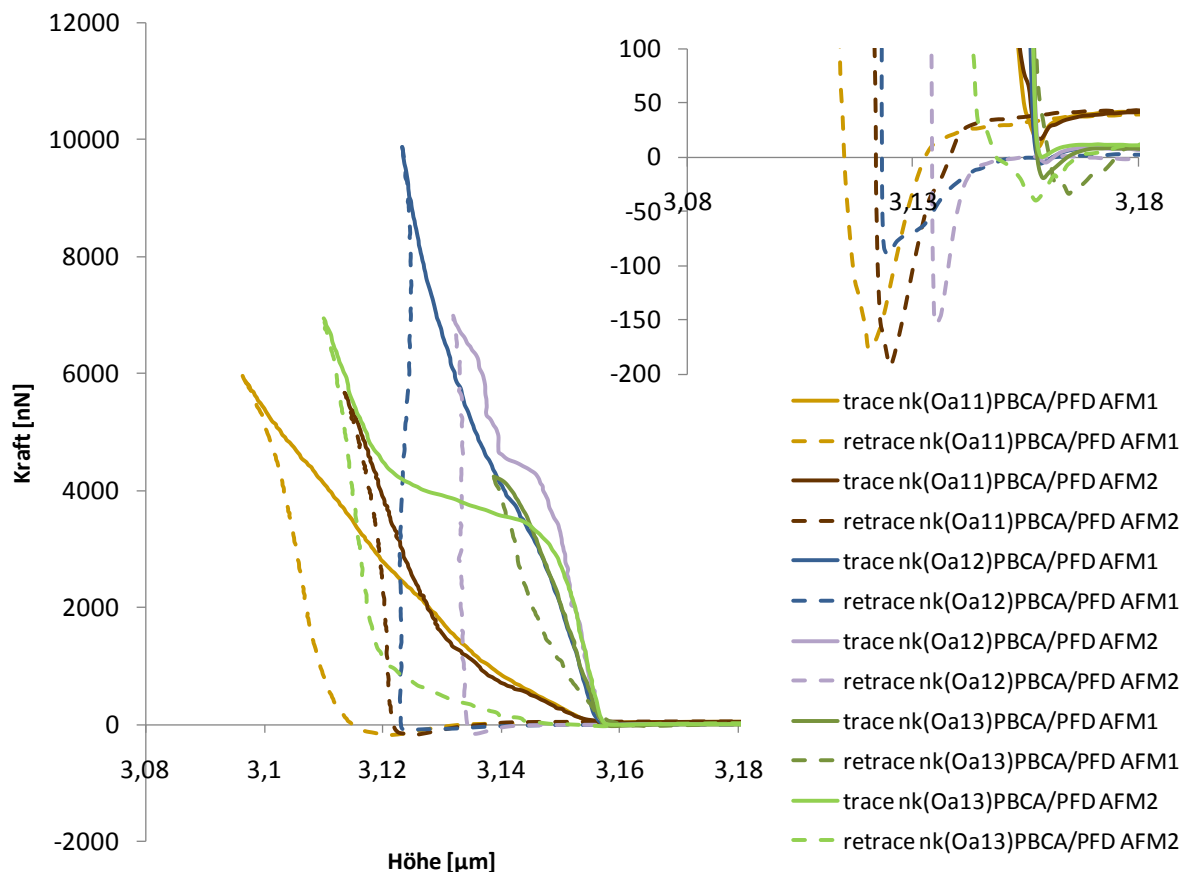 12000
10000
8000
6000
4000
2000
0
-2000
Kraft [nN]
3,08
3,1
3,12
3,14
3,16
3,18
Höhe [µm]
100
50
0
-50
-100
-150
-200
3,08
3,13
3,18
trace nk(Oa11)PBCA/PFD AFM1
retrace nk(Oa11)PBCA/PFD AFM1
trace nk(Oa11)PBCA/PFD AFM2
retrace nk(Oa11)PBCA/PFD AFM2
trace nk(Oa12)PBCA/PFD AFM1
retrace nk(Oa12)PBCA/PFD AFM1
trace nk(Oa12)PBCA/PFD AFM2
retrace nk(Oa12)PBCA/PFD AFM2
trace nk(Oa13)PBCA/PFD AFM1
retrace nk(Oa13)PBCA/PFD AFM1
trace nk(Oa13)PBCA/PFD AFM2
retrace nk(Oa13)PBCA/PFD AFM2